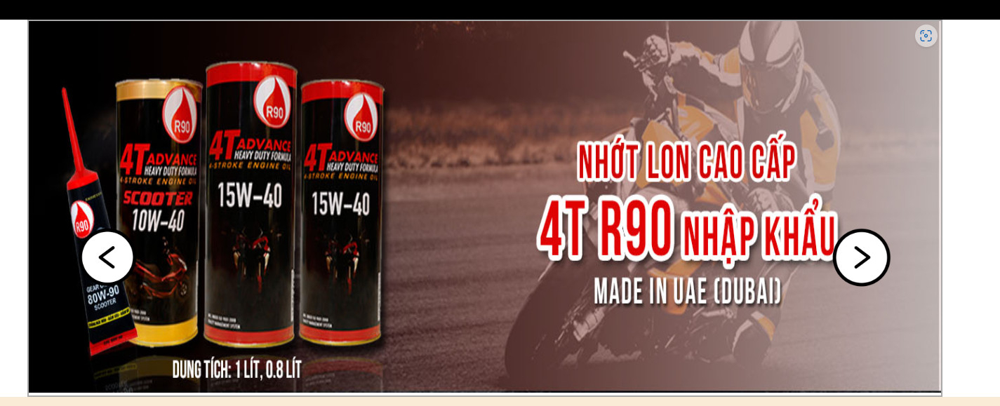 R90
4T ADVANCE
HEAVY DUTY FORMULA
4-STROKE ENGINE OIL
SCOOTER
10W-40
R90
4T ADVANCE
HEAVY DUTY FORMULA
4-STROKE ENGINE OIL
15W-40
R90
4T ADVANCE
HEAVY DUTY FORMULA
4-STROKE ENGINE OIL
15W-40
R90
GEAR
80W-90
SCOOTER
DUNG TÍCH: 1 LÍT, 0.8 LÍT
NHỚT LON CAO CẤP
4T R90 NHẬP KHẨU
MADE IN UAE (DUBAI)